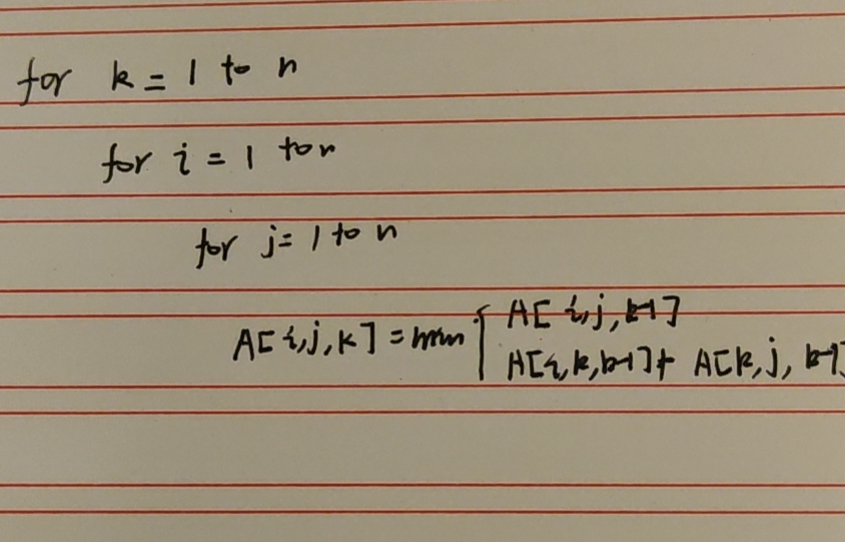 for k = 1 to n
for i = 1 to n
for j = 1 to n
A[i,j,k] = min { A[i,j,k-1]
A[i,k,k-1] + A[k,j,k-1]